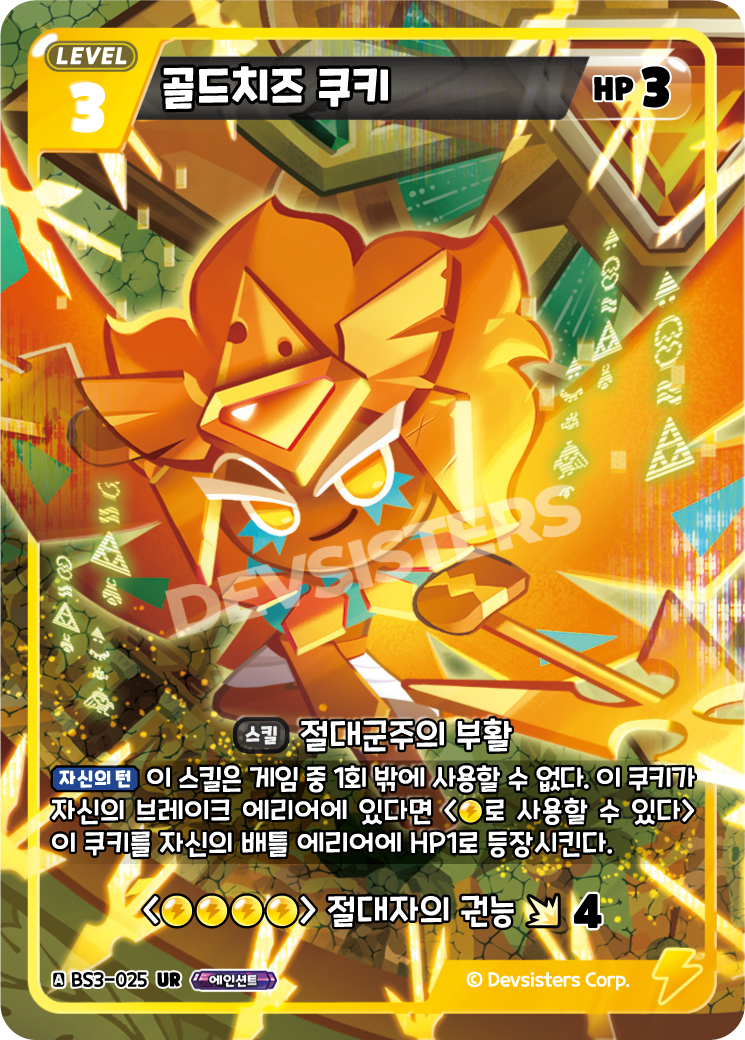 LEVEL
3
골드치즈 쿠키
HP 3
DEVSISTERS
스킬 절대군주의 부활
자신의 턴 이 스킬은 게임 중 1회 밖에 사용할 수 없다. 이 쿠키가
자신의 브레이크 에리어에 있다면 < 로 사용할 수 있다>
이 쿠키를 자신의 배틀 에리어에 HP1로 등장시킨다.
< > 절대자의 권능 4
A BS3-025 UR 에인션트
© Devsisters Corp.